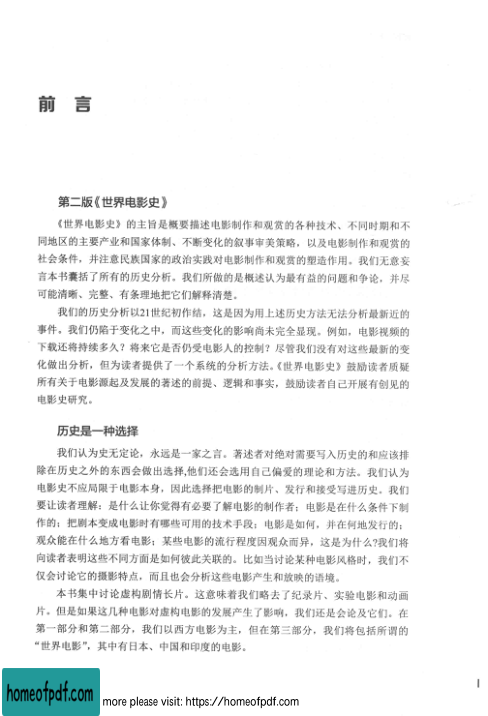 前 言
第二版《世界电影史》
《世界电影史》的主旨是概要描述电影制作和观赏的各种技术、不同时期和不
同地区的主要产业和国家体制、不断变化的叙事审美策略，以及电影制作和观赏的
社会条件，并注意民族国家的政治实践对电影制作和观赏的塑造作用。我们无意妄
言本书囊括了所有的历史分析。我们所做的是概述认为最有益的问题和争论，并尽
可能清晰、完整、有条理地把它们解释清楚。
我们的历史分析以21世纪初作结，这是因为用上述历史方法无法分析最新近的
事件。我们仍陷于变化之中，而这些变化的影响尚未完全显现。例如，电影视频的
下载还将持续多久？将来它是否仍受电影人的控制？尽管我们没有对这些最新的变
化做出分析，但为读者提供了一个系统的分析方法。《世界电影史》鼓励读者质疑
所有关于电影源起及发展的著述的前提、逻辑和事实，鼓励读者自己开展有创见的
电影史研究。
历史是一种选择
我们认为史无定论，永远是一家之言。著述者对绝对需要写入历史的和应该排
除在历史之外的东西会做出选择,他们还会选用自己偏爱的理论和方法。我们认为
电影史不应局限于电影本身，因此选择把电影的制片、发行和接受写进历史。我们
要让读者理解：是什么让你觉得有必要了解电影的制作者；电影是在什么条件下制
作的；把剧本变成电影时有哪些可用的技术手段；电影是如何，并在何地发行的；
观众能在什么地方看电影；某些电影的流行程度因观众而异，这是为什么?我们将
向读者表明这些不同方面是如何彼此关联的。比如当讨论某种电影风格时，我们不
仅会讨论它的摄影特点，而且也会分析这些电影产生和放映的语境。
本书集中讨论虚构剧情长片。这意味着我们略去了纪录片、实验电影和动画
片。但是如果这几种电影对虚构电影的发展产生了影响，我们还是会论及它们。在
第一部分和第二部分，我们以西方电影为主，但在第三部分，我们将包括所谓的
“世界电影”，其中有日本、中国和印度的电影。
I
homeofpdf.com
more please visit: https://homeofpdf.com